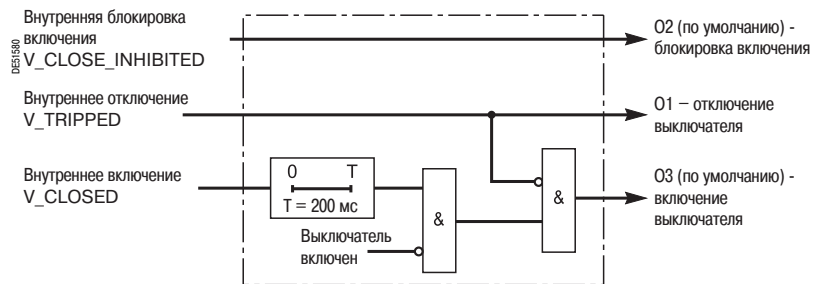 Внутренняя блокировка
включения
V_CLOSE_INHIBITED
DE51580
O2 (по умолчанию) -
блокировка включения
Внутреннее отключение
V_TRIPPED
O1 – отключение
выключателя
Внутреннее включение
V_CLOSED
0 T
T = 200 мс
&
&
O3 (по умолчанию) -
включение
выключателя
Выключатель
включен